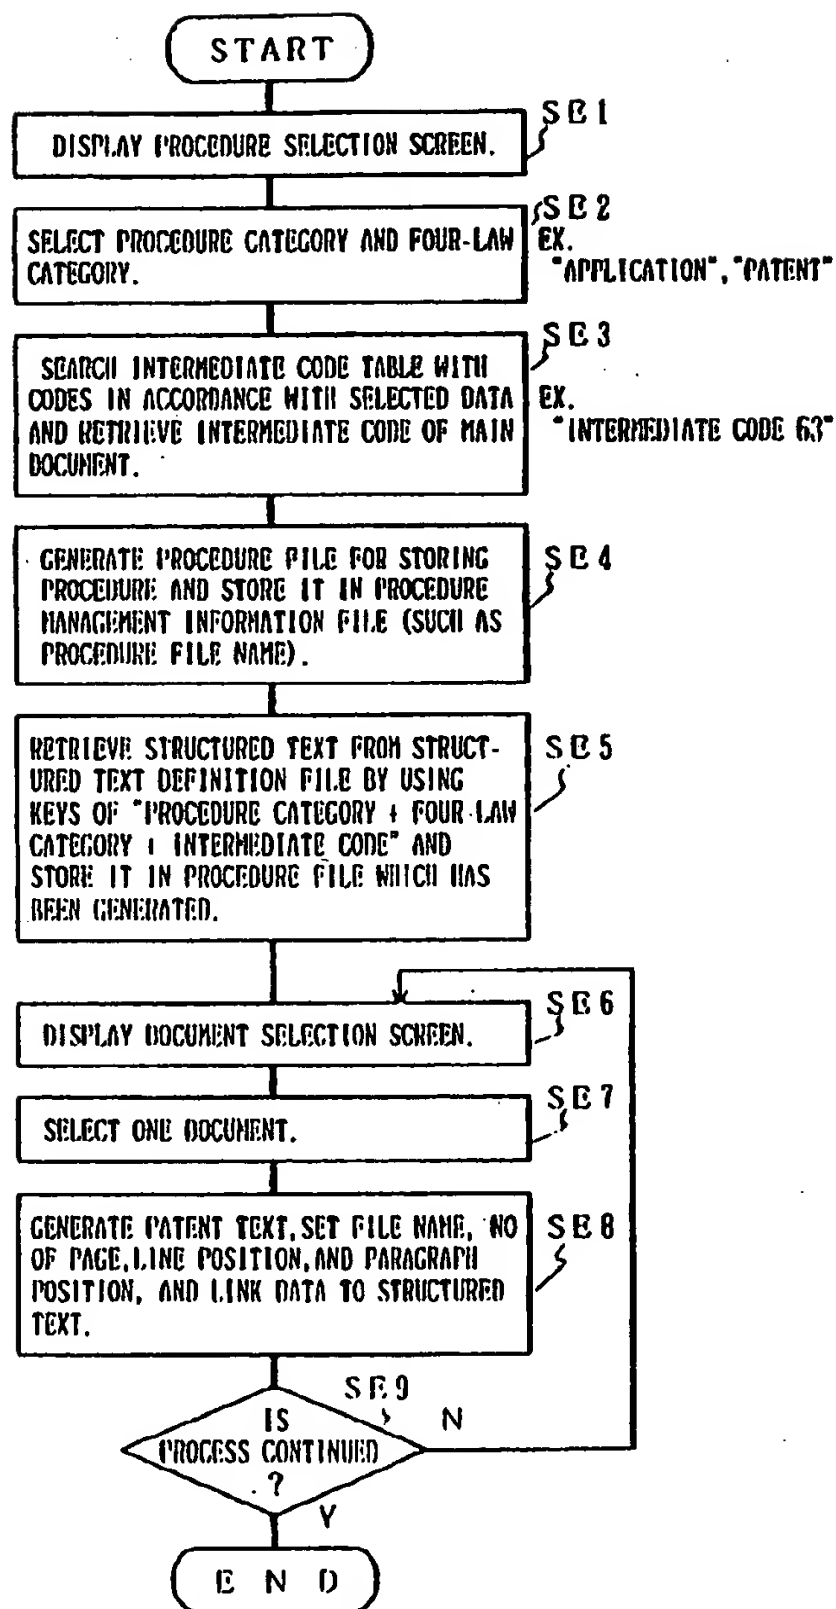 START
SE1
DISPLAY PROCEDURE SELECTION SCREEN.
SE2
SELECT PROCEDURE CATEGORY AND FOUR-LAW
CATEGORY.
EX.
"APPLICATION","PATENT"
SE3
SEARCH INTERMEDIATE CODE TABLE WITH
CODES IN ACCORDANCE WITH SELECTED DATA
AND RETRIEVE INTERMEDIATE CODE OF MAIN
DOCUMENT.
EX.
"INTERMEDIATE CODE 63"
SE4
GENERATE PROCEDURE FILE FOR STORING
PROCEDURE AND STORE IT IN PROCEDURE
MANAGEMENT INFORMATION FILE (SUCH AS
PROCEDURE FILE NAME).
SE5
RETRIEVE STRUCTURED TEXT FROM STRUCT-
URED TEXT DEFINITION FILE BY USING
KEYS OF "PROCEDURE CATEGORY + FOUR-LAW
CATEGORY + INTERMEDIATE CODE" AND
STORE IT IN PROCEDURE FILE WHICH HAS
BEEN GENERATED.
SE6
DISPLAY DOCUMENT SELECTION SCREEN.
SE7
SELECT ONE DOCUMENT.
SE8
GENERATE PATENT TEXT, SET FILE NAME, NO
OF PAGE, LINE POSITION, AND PARAGRAPH
POSITION, AND LINK DATA TO STRUCTURED
TEXT.
SE9
IS
PROCESS CONTINUED
?
N
Y
END